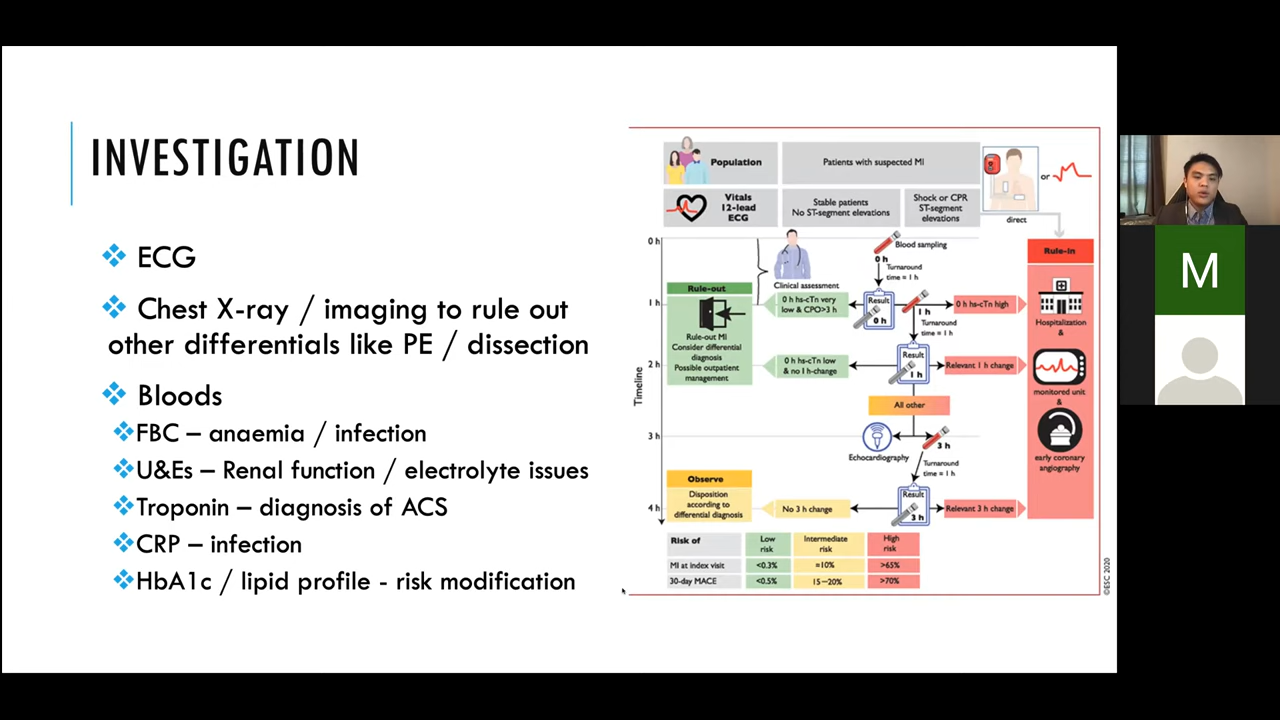 INVESTIGATION
ECG
Chest X-ray / imaging to rule out
other differentials like PE / dissection
Bloods
FBC – anaemia / infection
U&Es – Renal function / electrolyte issues
Troponin – diagnosis of ACS
CRP – infection
HbA1c / lipid profile - risk modification
Population
Patients with suspected MI
or
Vitals
12-lead
ECG
Stable patients
No ST-segment elevations
Shock or CPR
ST-segment
elevations
direct
Timeline
0 h
1 h
2 h
3 h
4 h
Clinical assessment
Blood sampling
0 h
Turnaround
time = 1 h
Rule-out
Rule-out MI
Consider differential
diagnosis
Possible outpatient
management
0 h hs-cTn very
low & CPO>3 h
Result
0 h
1 h
0 h hs-cTn high
Turnaround
time = 1 h
0 h hs-cTn low
& no 1 h-change
Result
1 h
Relevant 1 h change
All other
Echocardiography
3 h
Turnaround
time = 1 h
Observe
Disposition
according to
differential diagnosis
No 3 h change
Result
3 h
Relevant 3 h change
Rule-in
Hospitalization
&
monitored unit
&
early coronary
angiography
Risk of
Low
risk
Intermediate
risk
High
risk
MI at index visit
<0.3%
=10%
>65%
30-day MACE
<0.5%
15–20%
>70%
©ESC 2020
M